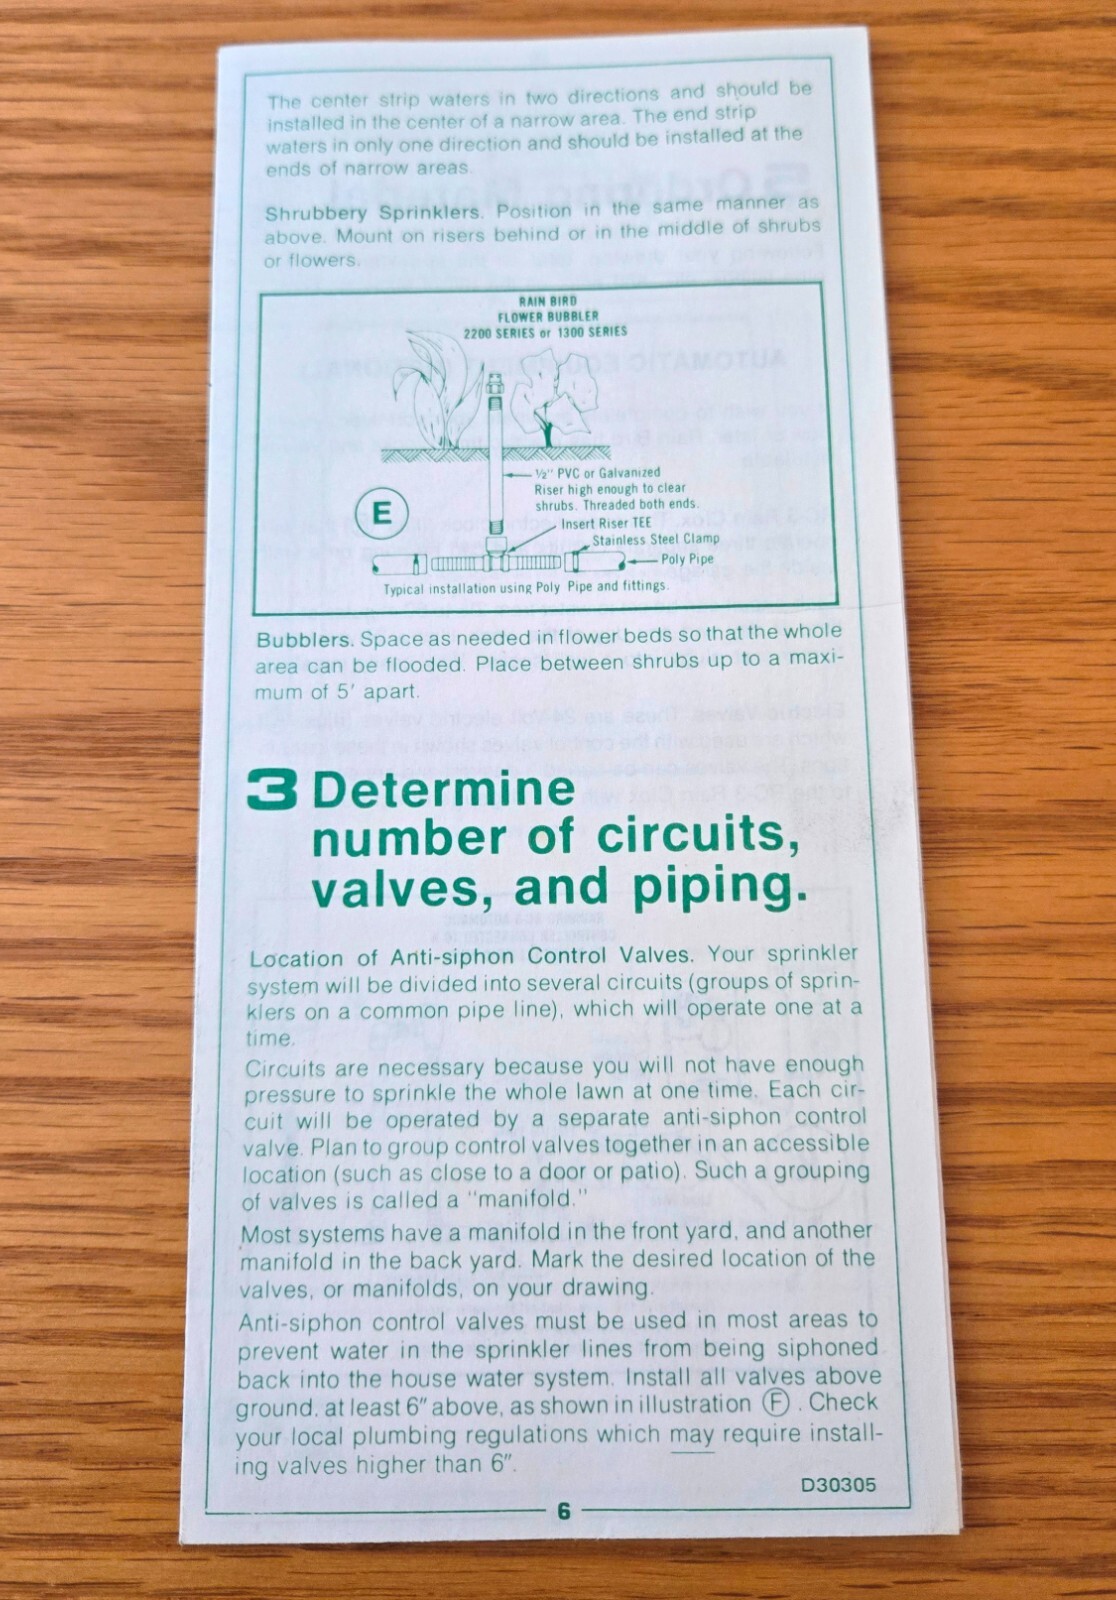 The center strip waters in two directions and should be
installed in the center of a narrow area. The end strip
waters in only one direction and should be installed at the
ends of narrow areas.
Shrubbery Sprinklers. Position in the same manner as
above. Mount on risers behind or in the middle of shrubs
or flowers.
RAIN BIRD
FLOWER BUBBLER
2200 SERIES or 1300 SERIES
½" PVC or Galvanized
Riser high enough to clear
shrubs. Threaded both ends.
E
Insert Riser TEE
Stainless Steel Clamp
Poly Pipe
Typical installation using Poly Pipe and fittings.
Bubblers. Space as needed in flower beds so that the whole
area can be flooded. Place between shrubs up to a maxi-
mum of 5' apart.
3 Determine
number of circuits,
valves, and piping.
Location of Anti-siphon Control Valves. Your sprinkler
system will be divided into several circuits (groups of sprin-
klers on a common pipe line), which will operate one at a
time.
Circuits are necessary because you will not have enough
pressure to sprinkle the whole lawn at one time. Each cir-
cuit will be operated by a separate anti-siphon control
valve. Plan to group control valves together in an accessible
location (such as close to a door or patio). Such a grouping
of valves is called a "manifold."
Most systems have a manifold in the front yard, and another
manifold in the back yard. Mark the desired location of the
valves, or manifolds, on your drawing.
Anti-siphon control valves must be used in most areas to
prevent water in the sprinkler lines from being siphoned
back into the house water system. Install all valves above
ground, at least 6" above, as shown in illustration Ⓕ . Check
your local plumbing regulations which may require install-
ing valves higher than 6".
D30305
6